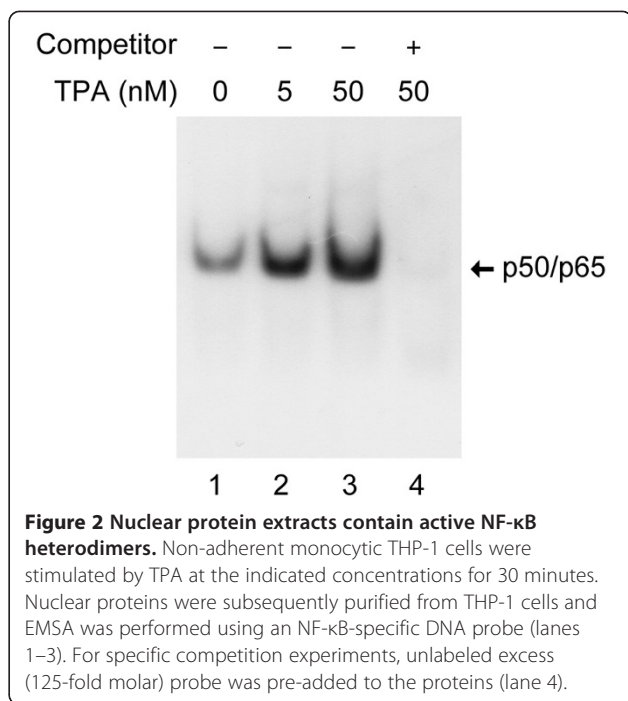 Competitor – – – +
TPA (nM) 0 5 50 50
← p50/p65
1 2 3 4
Figure 2 Nuclear protein extracts contain active NF-κB
heterodimers. Non-adherent monocytic THP-1 cells were
stimulated by TPA at the indicated concentrations for 30 minutes.
Nuclear proteins were subsequently purified from THP-1 cells and
EMSA was performed using an NF-κB-specific DNA probe (lanes
1–3). For specific competition experiments, unlabeled excess
(125-fold molar) probe was pre-added to the proteins (lane 4).